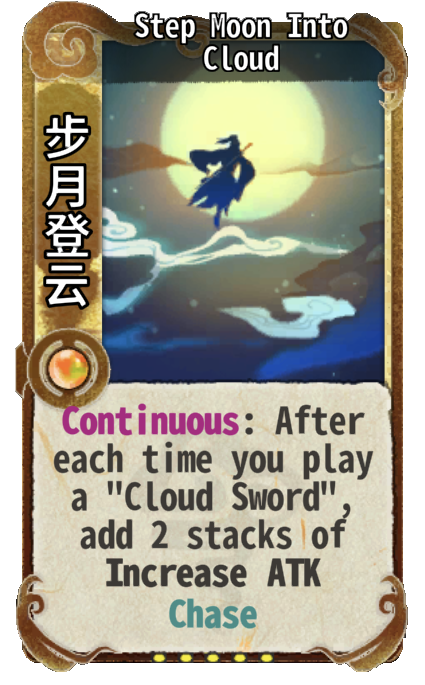 Step Moon Into
Cloud
步月登云
Continuous: After
each time you play
a "Cloud Sword",
add 2 stacks of
Increase ATK
Chase